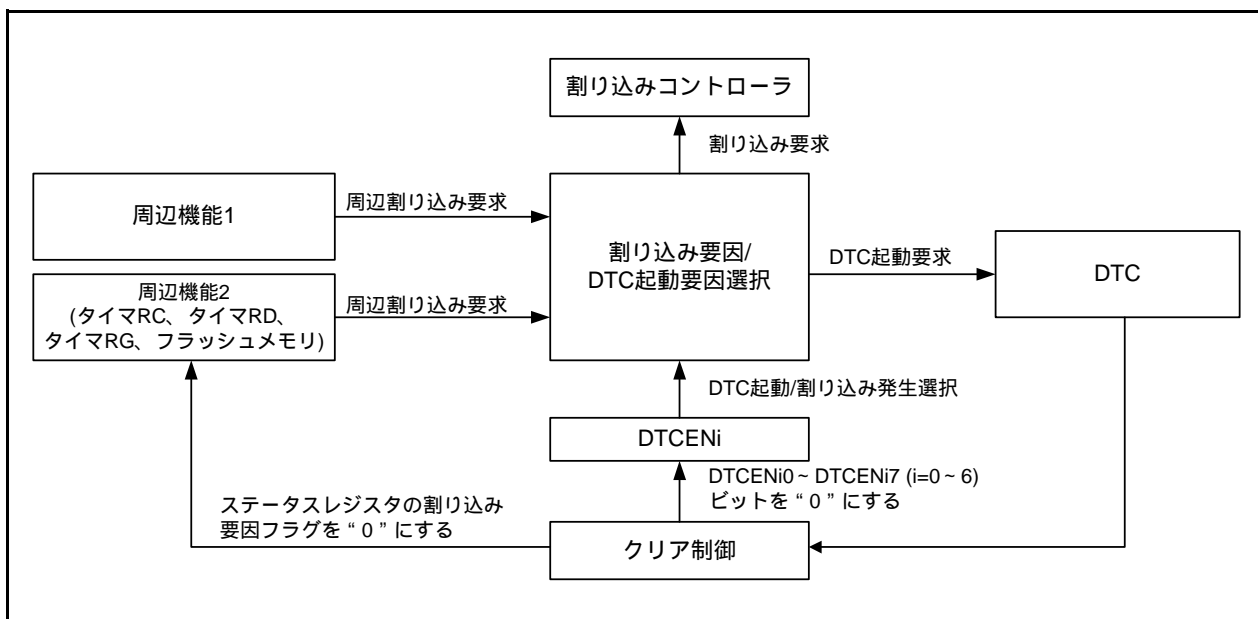 割り込みコントローラ
割り込み要求
周辺機能1
周辺割り込み要求
割り込み要因/
DTC起動要因選択
DTC起動要求
DTC
周辺機能2
(タイマRC、タイマRD、
タイマRG、フラッシュメモリ)
周辺割り込み要求
DTC起動/割り込み発生選択
DTCENi
DTCENi0~DTCENi7 (i=0~6)
ビットを“0”にする
ステータスレジスタの割り込み
要因フラグを“0”にする
クリア制御